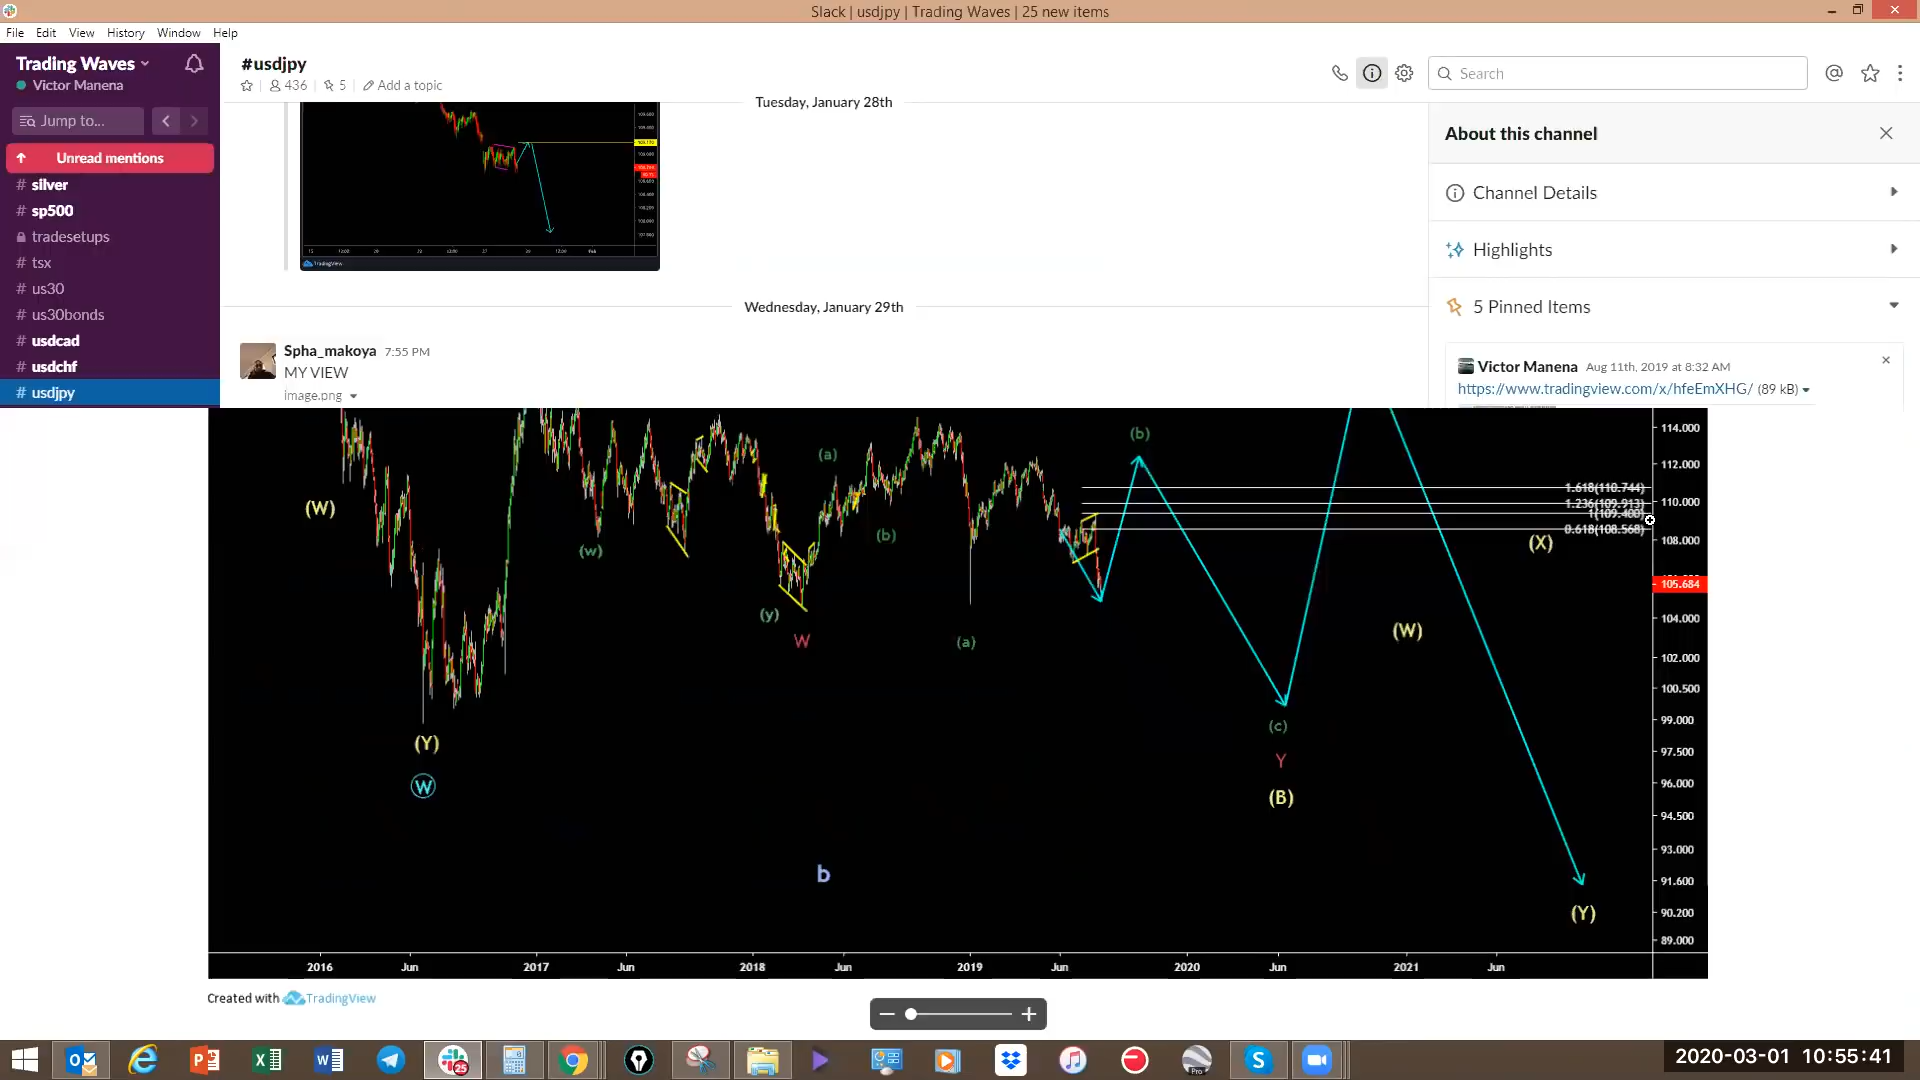 Slack | usdjpy | Trading Waves | 25 new items
File Edit View History Window Help
Trading Waves
Victor Manena
Jump to...
Unread mentions
# silver
# sp500
tradesetups
# tsx
# us30
# us30bonds
# usdcad
# usdchf
# usdjpy
#usdjpy
436 5 Add a topic
Search
Tuesday, January 28th
TradingView
Wednesday, January 29th
Spha_makoya 7:55 PM
MY VIEW
image.png
About this channel
Channel Details
Highlights
5 Pinned Items
Victor Manena Aug 11th, 2019 at 8:32 AM
https://www.tradingview.com/x/hfeEmXHG/ (89 kB)
(W)
(Y)
W
(w)
(y)
W
(a)
(b)
(a)
b
(b)
(c)
Y
(B)
(W)
(X)
(Y)
1.618(110.744)
1.236(109.913)
1(109.400)
0.618(108.568)
114.000
112.000
110.000
108.000
105.684
104.000
102.000
100.500
99.000
97.500
96.000
94.500
93.000
91.600
90.200
89.000
2016 Jun 2017 Jun 2018 Jun 2019 Jun 2020 Jun 2021 Jun
Created with TradingView
25
Pro
2020-03-01 10:55:41